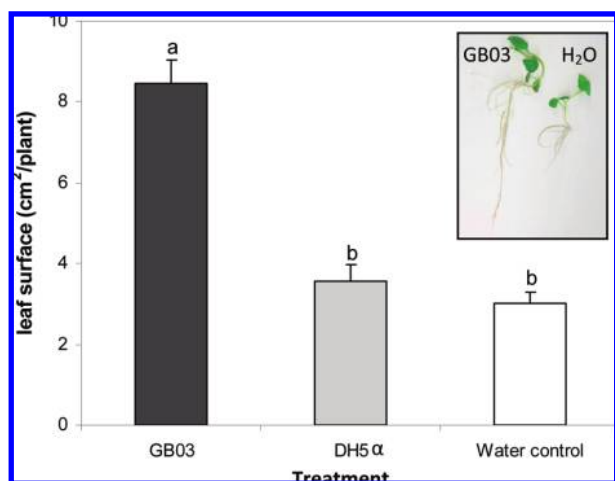 10
8
6
4
2
0
leaf surface (cm²/plant)
a
b
b
GB03 H₂O
GB03 DH5α Water control
Treatment